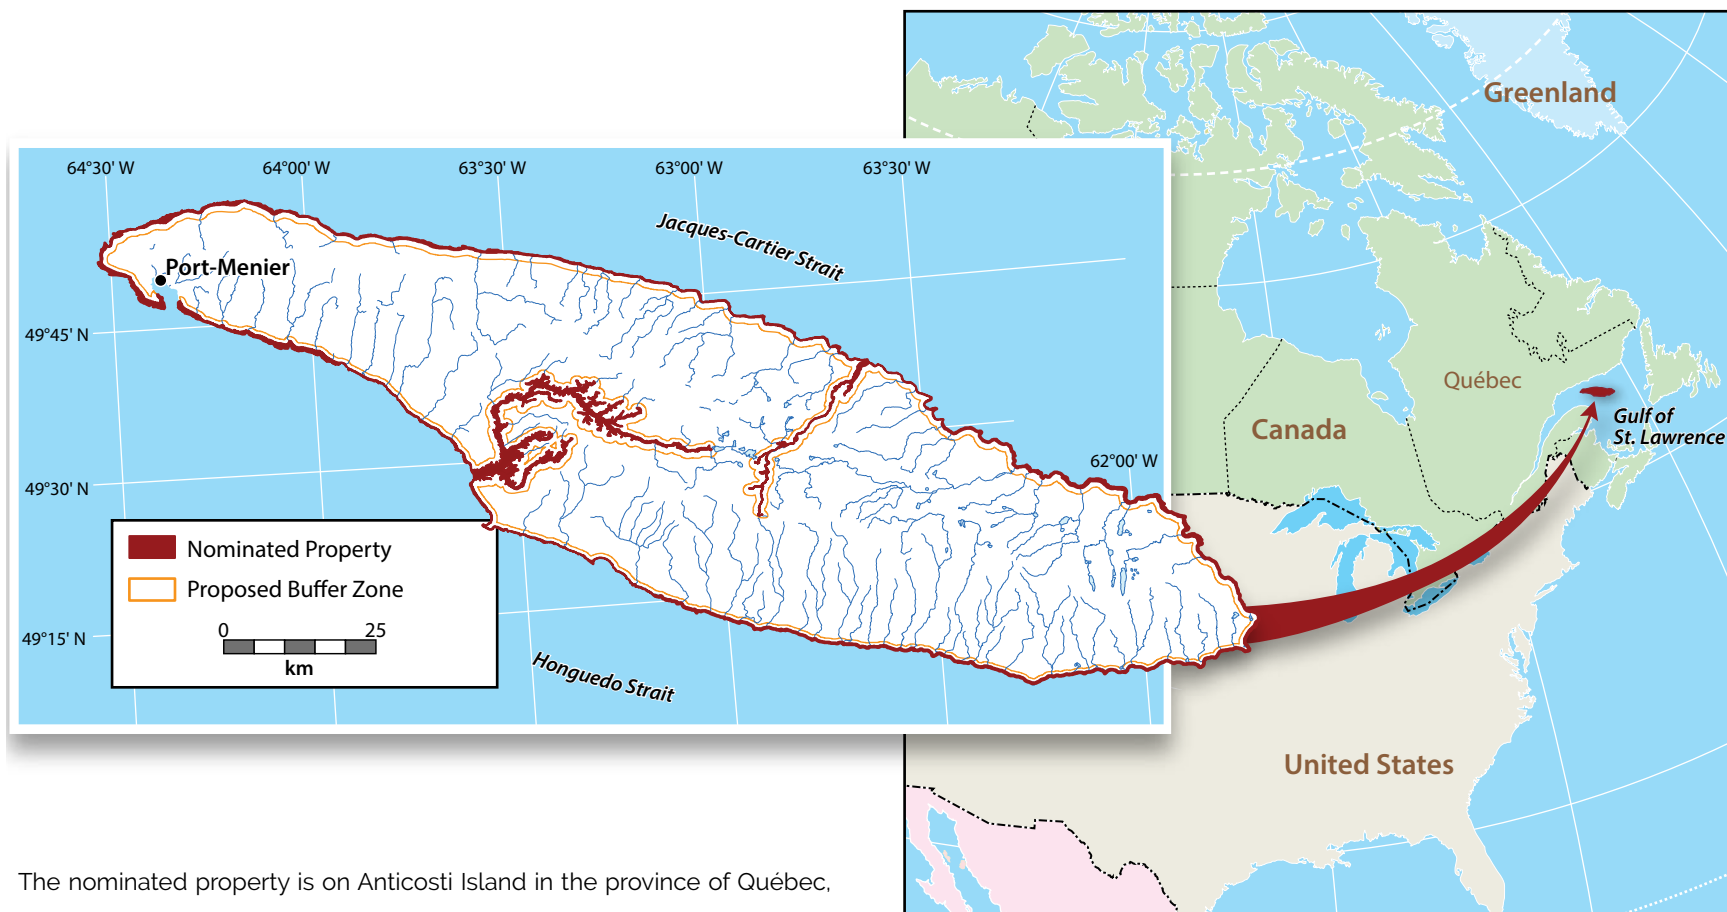 Greenland
64°30' W
64°00' W
63°30' W
63°00' W
63°30' W
Jacques-Cartier Strait
Port-Menier
49°45' N
Québec
Canada
Gulf of
St. Lawrence
62°00' W
49°30' N
Nominated Property
Proposed Buffer Zone
0 25
km
49°15' N
Honguedo Strait
United States
The nominated property is on Anticosti Island in the province of Québec,